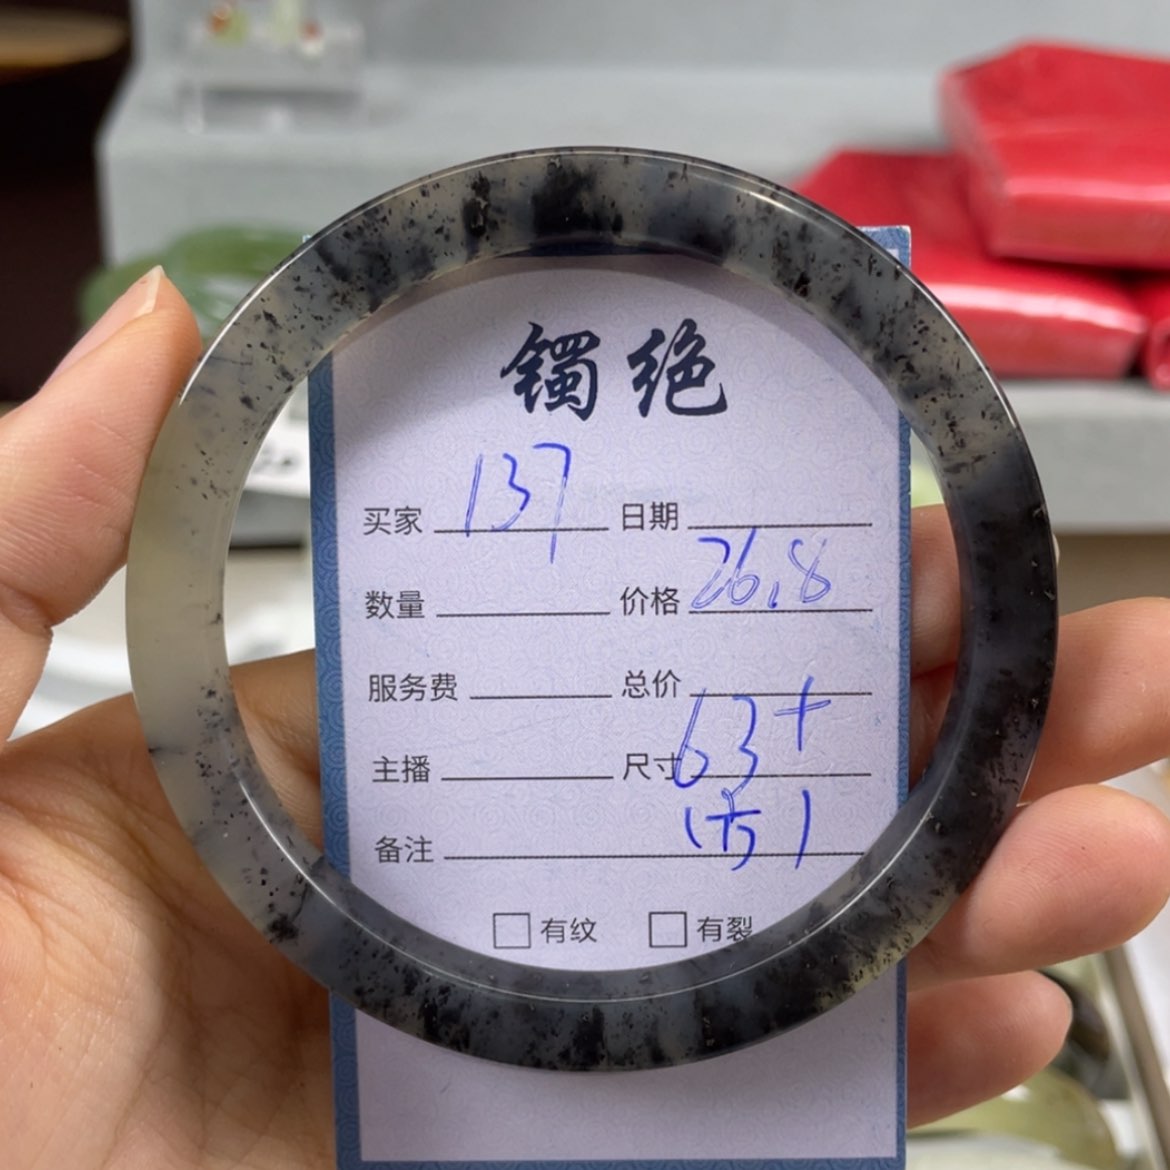 镯绝
买家 137 日期
数量 价格 26.8
服务费 总价
主播 尺寸 63+
备注
有纹 有裂